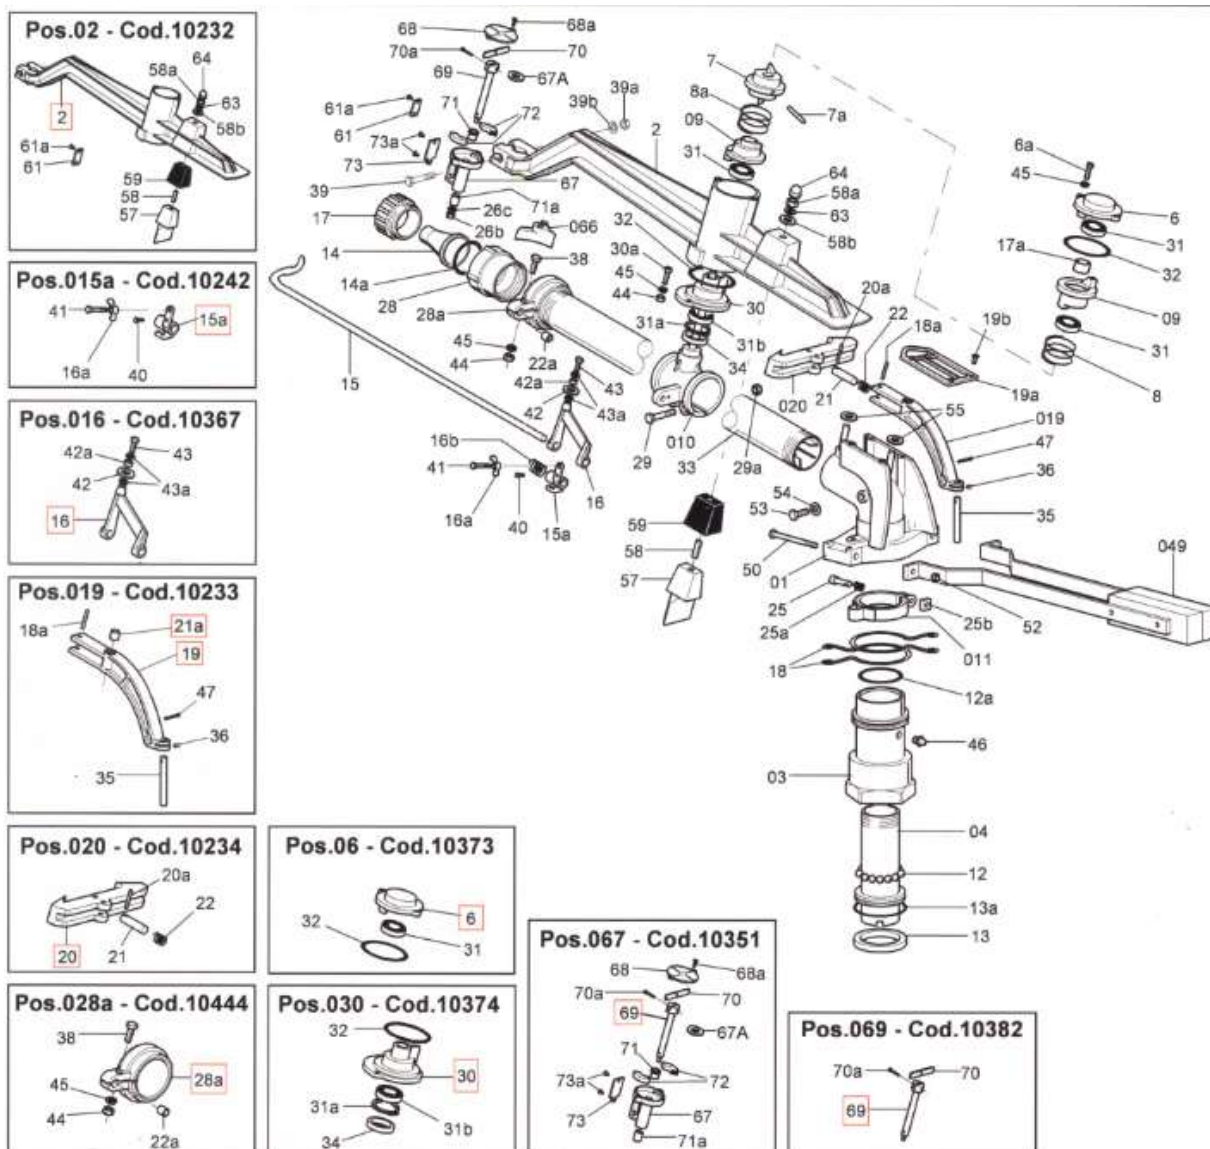 Pos.02 - Cod.10232
64
58a
63
58b
2
61a
61
59
58
57
Pos.015a - Cod.10242
41
15a
16a
40
Pos.016 - Cod.10367
43
42a
42
43a
16
Pos.019 - Cod.10233
18a
21a
19
47
36
35
Pos.020 - Cod.10234
20a
22
20
21
Pos.028a - Cod.10444
38
45
44
28a
22a
Pos.06 - Cod.10373
32
6
31
Pos.030 - Cod.10374
32
30
31a
31b
34
Pos.067 - Cod.10351
68
68a
70a
70
69
67A
71
72
73a
73
67
71a
Pos.069 - Cod.10382
70a
70
69
68
68a
70a
70
69
67A
61a
61
71
72
73a
73
39
67
71a
26c
26b
17
14
14a
28
28a
066
38
45
44
22a
15
39a
39b
2
7
8a
7a
09
31
64
58a
63
58b
32
30a
45
44
30
31a
31b
34
42a
42
43
43a
16b
41
16a
40
15a
16
29
010
33
29a
59
58
57
20a
22
18a
19b
020
21
19a
55
019
47
36
35
54
53
50
01
25
25a
25b
52
049
18
011
12a
46
03
04
12
13a
13
6a
45
6
31
17a
32
09
31
8